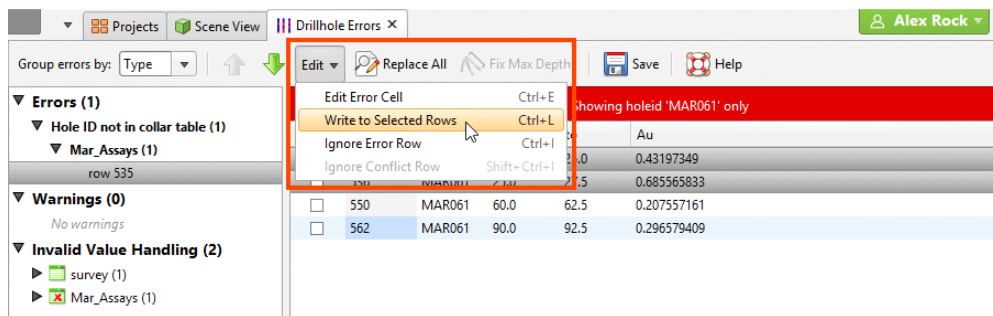 Projects Scene View Drillhole Errors Alex Rock
Group errors by: Type Edit Replace All Fix Max Depth Save Help
Errors (1)
Hole ID not in collar table (1)
Mar_Assays (1)
row 535
Warnings (0)
No warnings
Invalid Value Handling (2)
survey (1)
Mar_Assays (1)
Edit Error Cell Ctrl+E
Write to Selected Rows Ctrl+L
Ignore Error Row Ctrl+I
Ignore Conflict Row Shift+Ctrl+I
Showing holeid 'MAR061' only
Au
0.43197349
MAR061 0.685565833
550 MAR061 60.0 62.5 0.207557161
562 MAR061 90.0 92.5 0.296579409